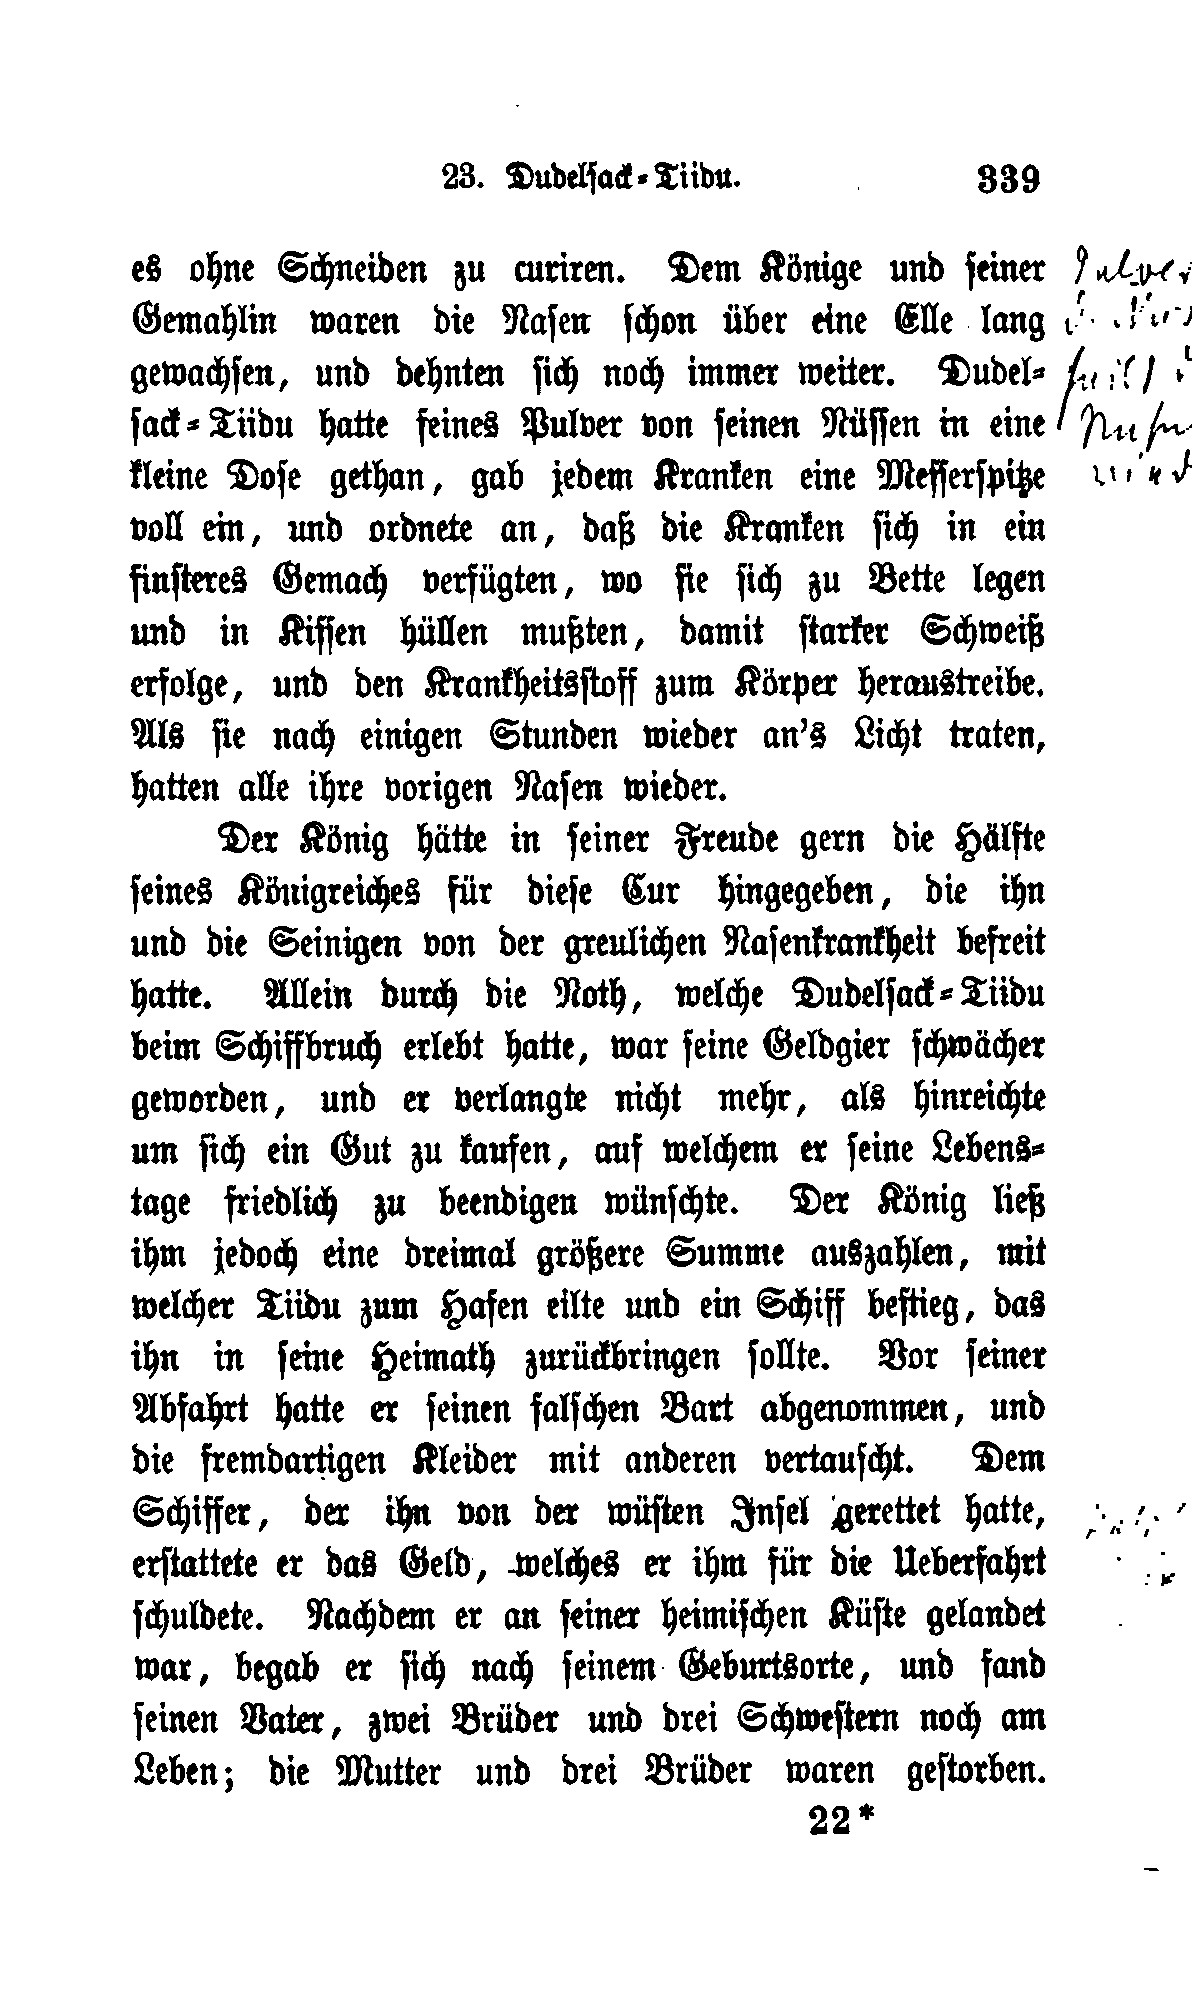 23. Dudelsack-Tiidu. 339
es ohne Schneiden zu curiren. Dem Könige und seiner
Gemahlin waren die Nasen schon über eine Elle lang
gewachsen, und dehnten sich noch immer weiter. Dudel-
sack-Tiidu hatte feines Pulver von seinen Nüssen in eine
kleine Dose gethan, gab jedem Kranken eine Messerspitze
voll ein, und ordnete an, daß die Kranken sich in ein
finsteres Gemach verfügten, wo sie sich zu Bette legen
und in Kissen hüllen mußten, damit starker Schweiß
erfolge, und den Krankheitsstoff zum Körper heraustreibe.
Als sie nach einigen Stunden wieder an's Licht traten,
hatten alle ihre vorigen Nasen wieder.
Der König hätte in seiner Freude gern die Hälfte
seines Königreiches für diese Cur hingegeben, die ihn
und die Seinigen von der greulichen Nasenkrankheit befreit
hatte. Allein durch die Noth, welche Dudelsack-Tiidu
beim Schiffbruch erlebt hatte, war seine Geldgier schwächer
geworden, und er verlangte nicht mehr, als hinreichte
um sich ein Gut zu kaufen, auf welchem er seine Lebens-
tage friedlich zu beendigen wünschte. Der König ließ
ihm jedoch eine dreimal größere Summe auszahlen, mit
welcher Tiidu zum Hafen eilte und ein Schiff bestieg, das
ihn in seine Heimath zurückbringen sollte. Vor seiner
Abfahrt hatte er seinen falschen Bart abgenommen, und
die fremdartigen Kleider mit anderen vertauscht. Dem
Schiffer, der ihn von der wüsten Insel gerettet hatte,
erstattete er das Geld, welches er ihm für die Ueberfahrt
schuldete. Nachdem er an seiner heimischen Küste gelandet
war, begab er sich nach seinem Geburtsorte, und fand
seinen Vater, zwei Brüder und drei Schwestern noch am
Leben; die Mutter und drei Brüder waren gestorben.
22*